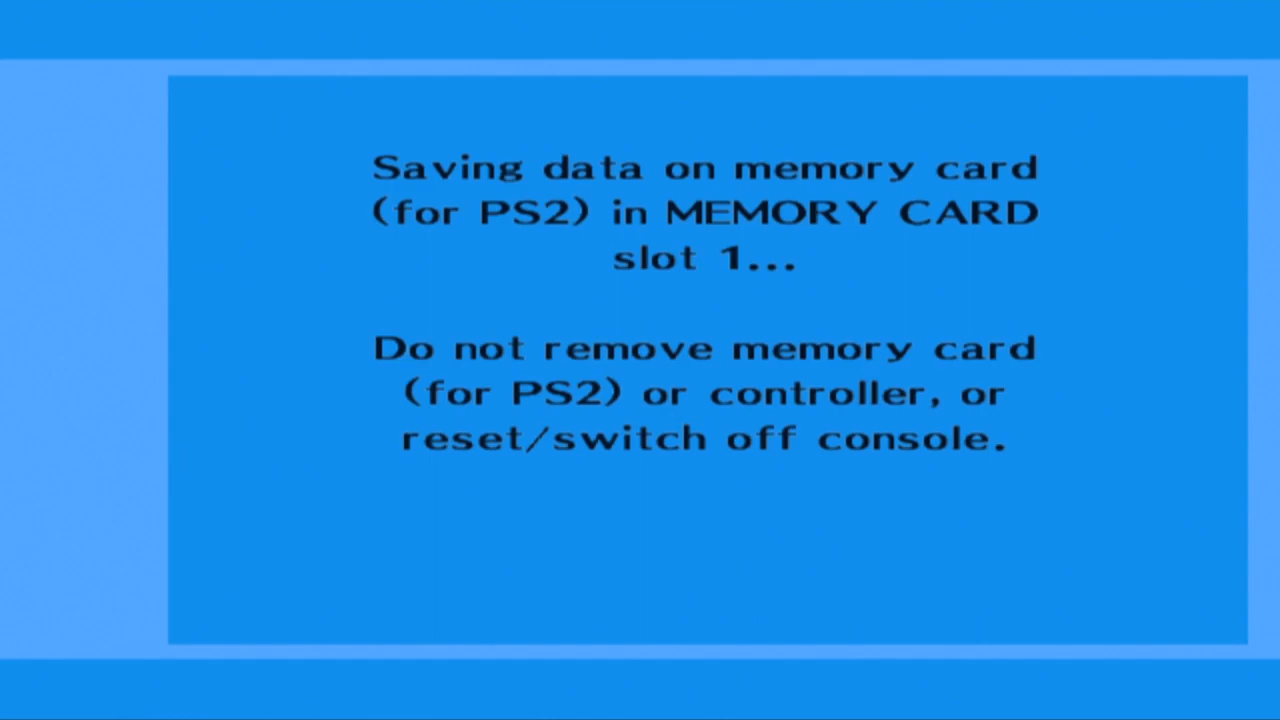 Saving data on memory card
(for PS2) in MEMORY CARD
slot 1...
Do not remove memory card
(for PS2) or controller, or
reset/switch off console.